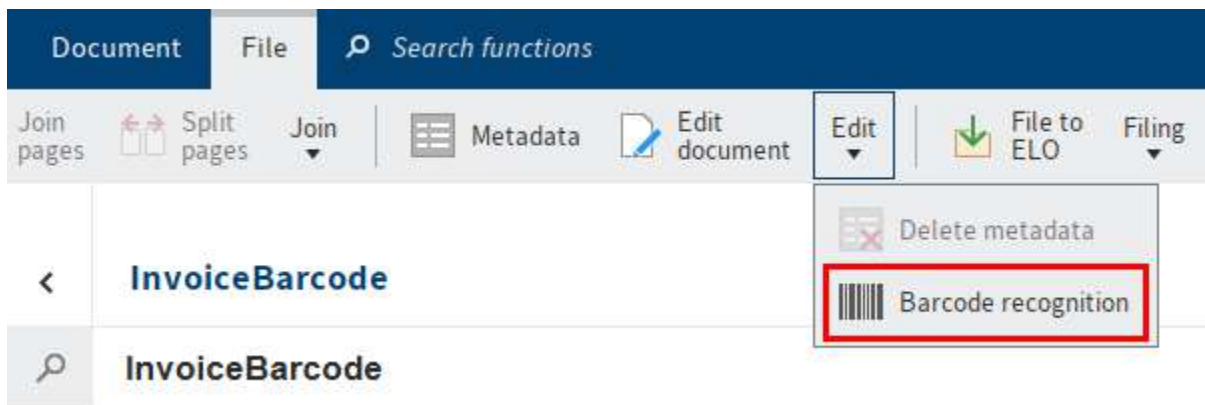 Document File Search functions
Join pages
Split pages
Join
Metadata
Edit document
Edit
File to ELO
Filing
Delete metadata
Barcode recognition
InvoiceBarcode
InvoiceBarcode